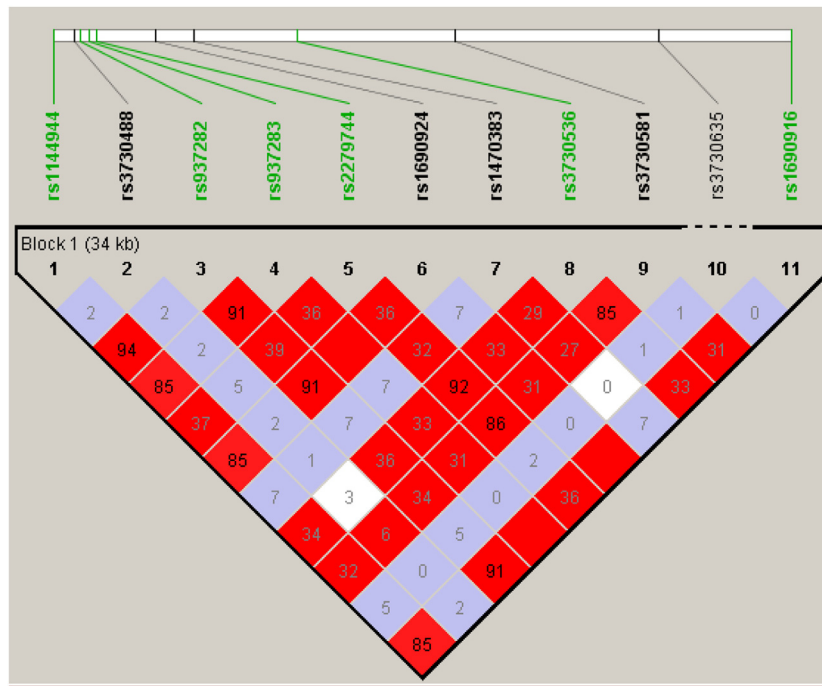 rs1144944
rs3730488
rs937282
rs937283
rs2279744
rs1690924
rs1470383
rs3730536
rs3730581
rs3730635
rs1690916
Block 1 (34 kb)
1 2 3 4 5 6 7 8 9 10 11
2 2 91 36 36 7 29 85 1 0
94 2 39 32 33 27 1 31
85 5 91 7 92 31 0 33
37 2 7 33 86 0 7
85 1 36 31 2
7 3 34 0 36
34 6 5
32 0 91
5 2
85